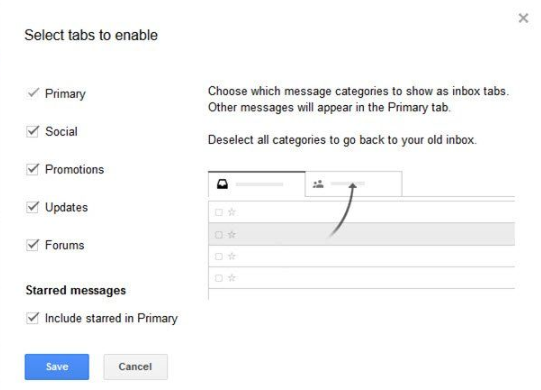 Select tabs to enable
Primary
Social
Promotions
Updates
Forums
Starred messages
Include starred in Primary
Choose which message categories to show as inbox tabs.
Other messages will appear in the Primary tab.
Deselect all categories to go back to your old inbox.
Save
Cancel